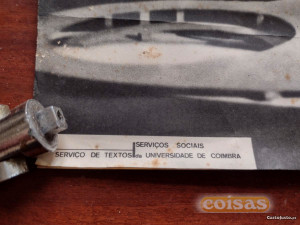 SERVIÇOS SOCIAIS
SERVIÇO DE TEXTOS da UNIVERSIDADE DE COIMBRA
coisas